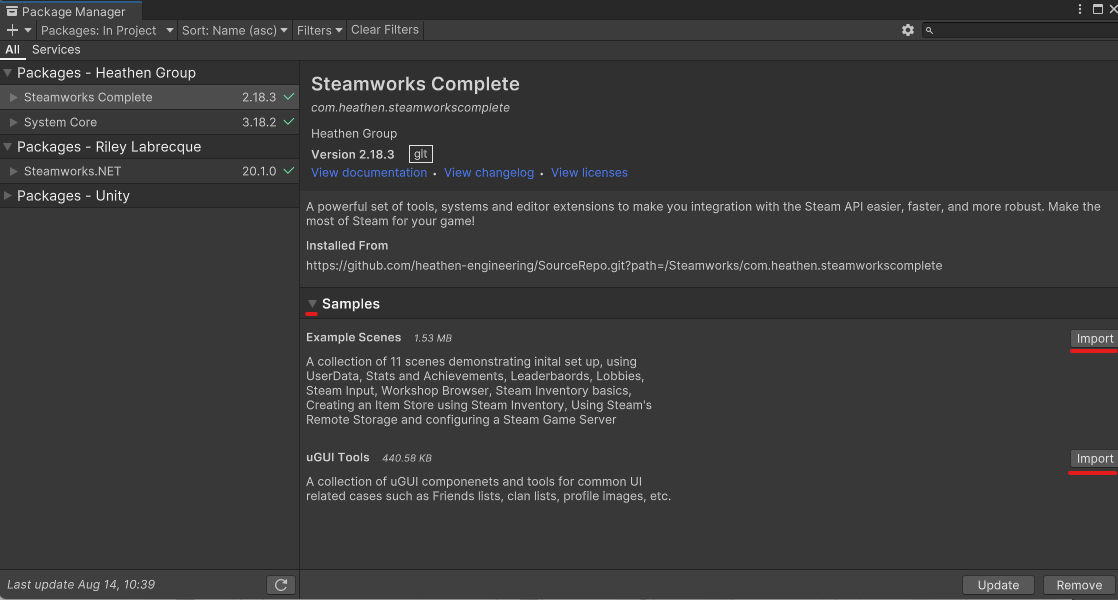 Package Manager
Packages: In Project Sort: Name (asc) Filters Clear Filters
All Services
Packages - Heathen Group
Steamworks Complete 2.18.3
System Core 3.18.2
Packages - Riley Labrecque
Steamworks.NET 20.1.0
Packages - Unity
Last update Aug 14, 10:39
Steamworks Complete
com.heathen.steamworkscomplete
Heathen Group
Version 2.18.3 git
View documentation • View changelog • View licenses
A powerful set of tools, systems and editor extensions to make you integration with the Steam API easier, faster, and more robust. Make the
most of Steam for your game!
Installed From
https://github.com/heathen-engineering/SourceRepo.git?path=/Steamworks/com.heathen.steamworkscomplete
Samples
Example Scenes 1.53 MB Import
A collection of 11 scenes demonstrating inital set up, using
UserData, Stats and Achievements, Leaderbaords, Lobbies,
Steam Input, Workshop Browser, Steam Inventory basics,
Creating an Item Store using Steam Inventory, Using Steam's
Remote Storage and configuring a Steam Game Server
uGUI Tools 440.58 KB Import
A collection of uGUI componenets and tools for common UI
related cases such as Friends lists, clan lists, profile images, etc.
Update Remove